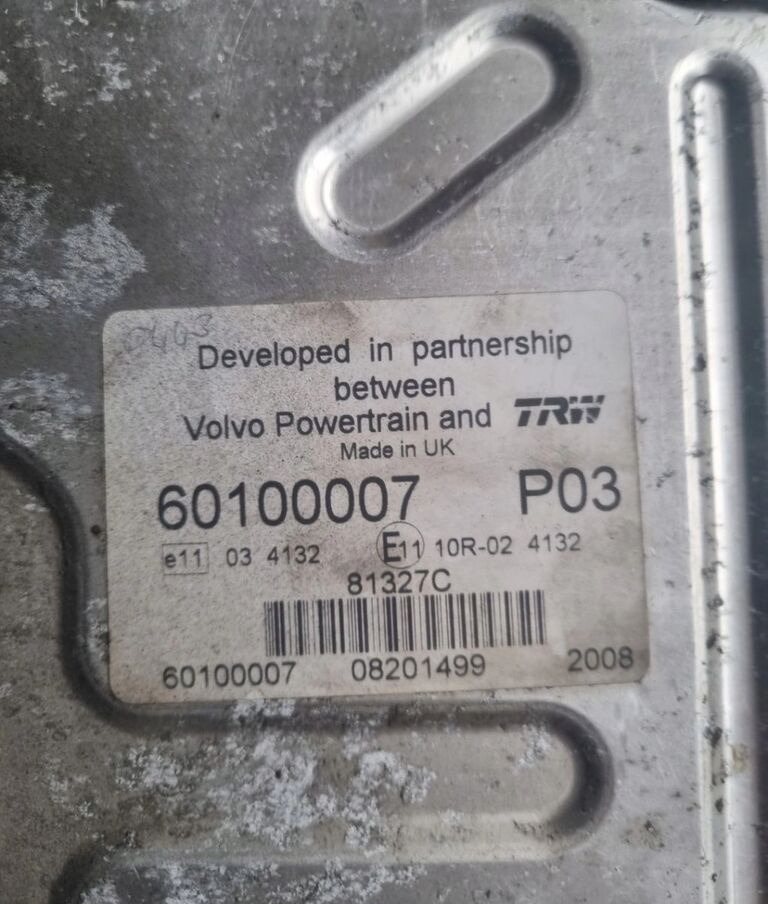 0443
Developed in partnership
between
Volvo Powertrain and TRW
Made in UK
60100007 P03
e11 03 4132 E11 10R-02 4132
81327C
60100007 08201499 2008